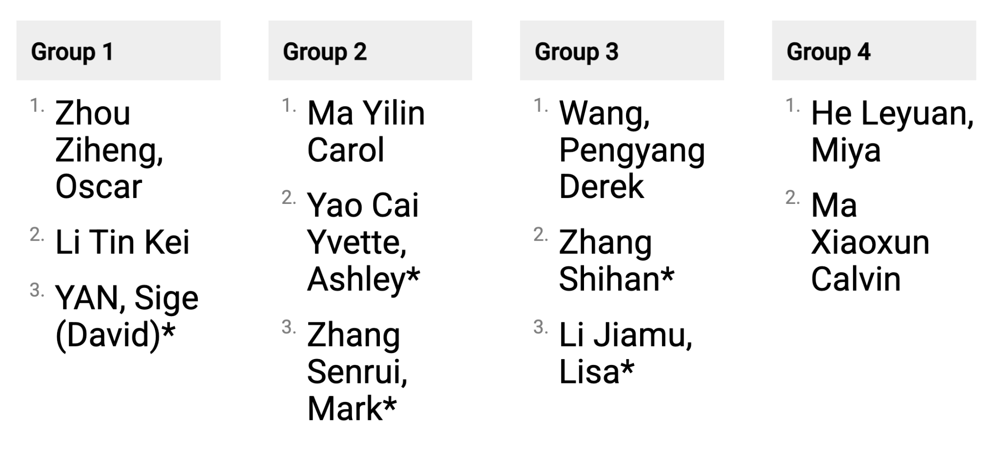 Group 1
1. Zhou
Ziheng,
Oscar
2. Li Tin Kei
3. YAN, Sige
(David)*
Group 2
1. Ma Yilin
Carol
2. Yao Cai
Yvette,
Ashley*
3. Zhang
Senrui,
Mark*
Group 3
1. Wang,
Pengyang
Derek
2. Zhang
Shihan*
3. Li Jiamu,
Lisa*
Group 4
1. He Leyuan,
Miya
2. Ma
Xiaoxun
Calvin